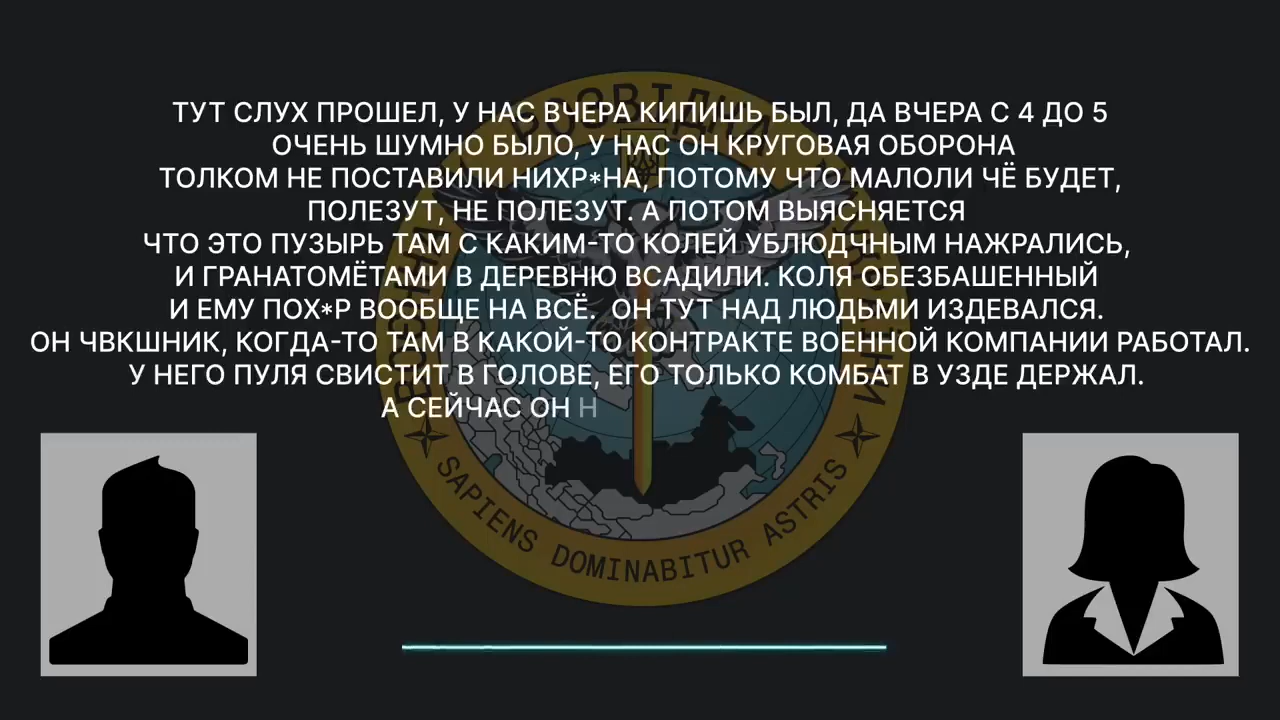 ТУТ СЛУХ ПРОШЕЛ, У НАС ВЧЕРА КИПИШЬ БЫЛ, ДА ВЧЕРА С 4 ДО 5
ОЧЕНЬ ШУМНО БЫЛО, У НАС ОН КРУГОВАЯ ОБОРОНА
ТОЛКОМ НЕ ПОСТАВИЛИ НИХР*НА, ПОТОМУ ЧТО МАЛОЛИ ЧЁ БУДЕТ,
ПОЛЕЗУТ, НЕ ПОЛЕЗУТ. А ПОТОМ ВЫЯСНЯЕТСЯ
ЧТО ЭТО ПУЗЫРЬ ТАМ С КАКИМ-ТО КОЛЕЙ УБЛЮДЧНЫМ НАЖРАЛИСЬ,
И ГРАНАТОМЁТАМИ В ДЕРЕВНЮ ВСАДИЛИ. КОЛЯ ОБЕЗБАШЕННЫЙ
И ЕМУ ПОХ*Р ВООБЩЕ НА ВСЁ. ОН ТУТ НАД ЛЮДЬМИ ИЗДЕВАЛСЯ.
ОН ЧВКШНИК, КОГДА-ТО ТАМ В КАКОЙ-ТО КОНТРАКТЕ ВОЕННОЙ КОМПАНИИ РАБОТАЛ.
У НЕГО ПУЛЯ СВИСТИТ В ГОЛОВЕ, ЕГО ТОЛЬКО КОМБАТ В УЗДЕ ДЕРЖАЛ.
А СЕЙЧАС ОН Н
SAPIENS DOMINABITUR ASTRIS